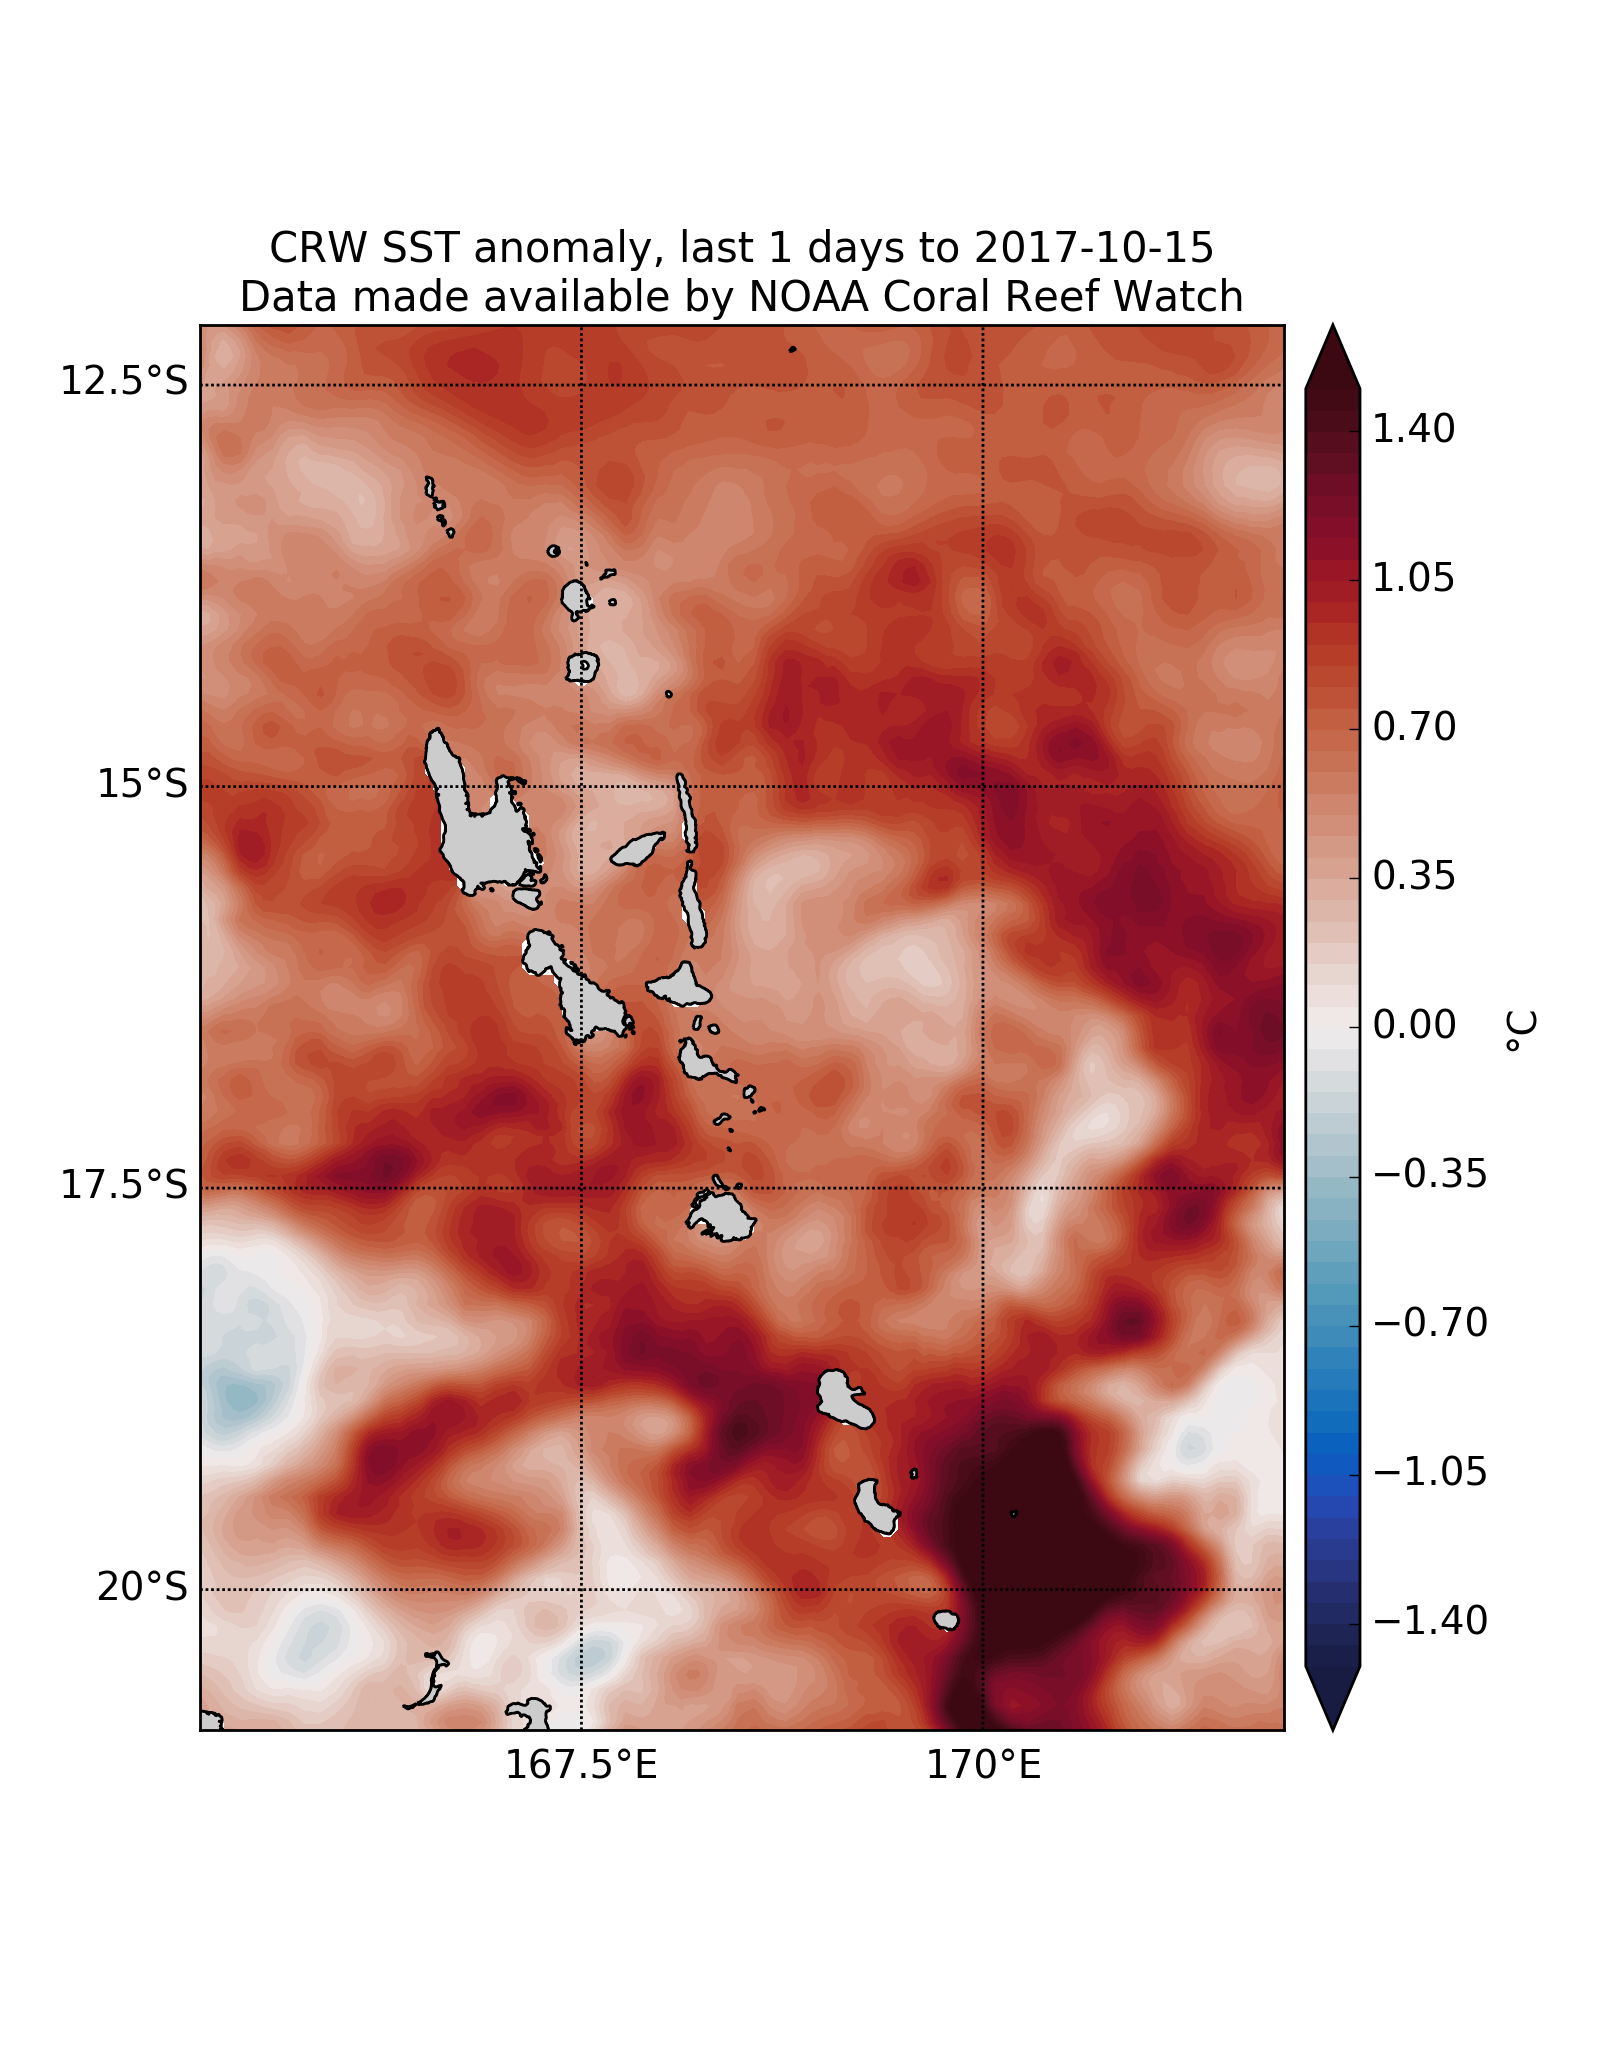 CRW SST anomaly, last 1 days to 2017-10-15
Data made available by NOAA Coral Reef Watch
12.5°S
15°S
17.5°S
20°S
167.5°E
170°E
1.40
1.05
0.70
0.35
0.00
−0.35
−0.70
−1.05
−1.40
°C